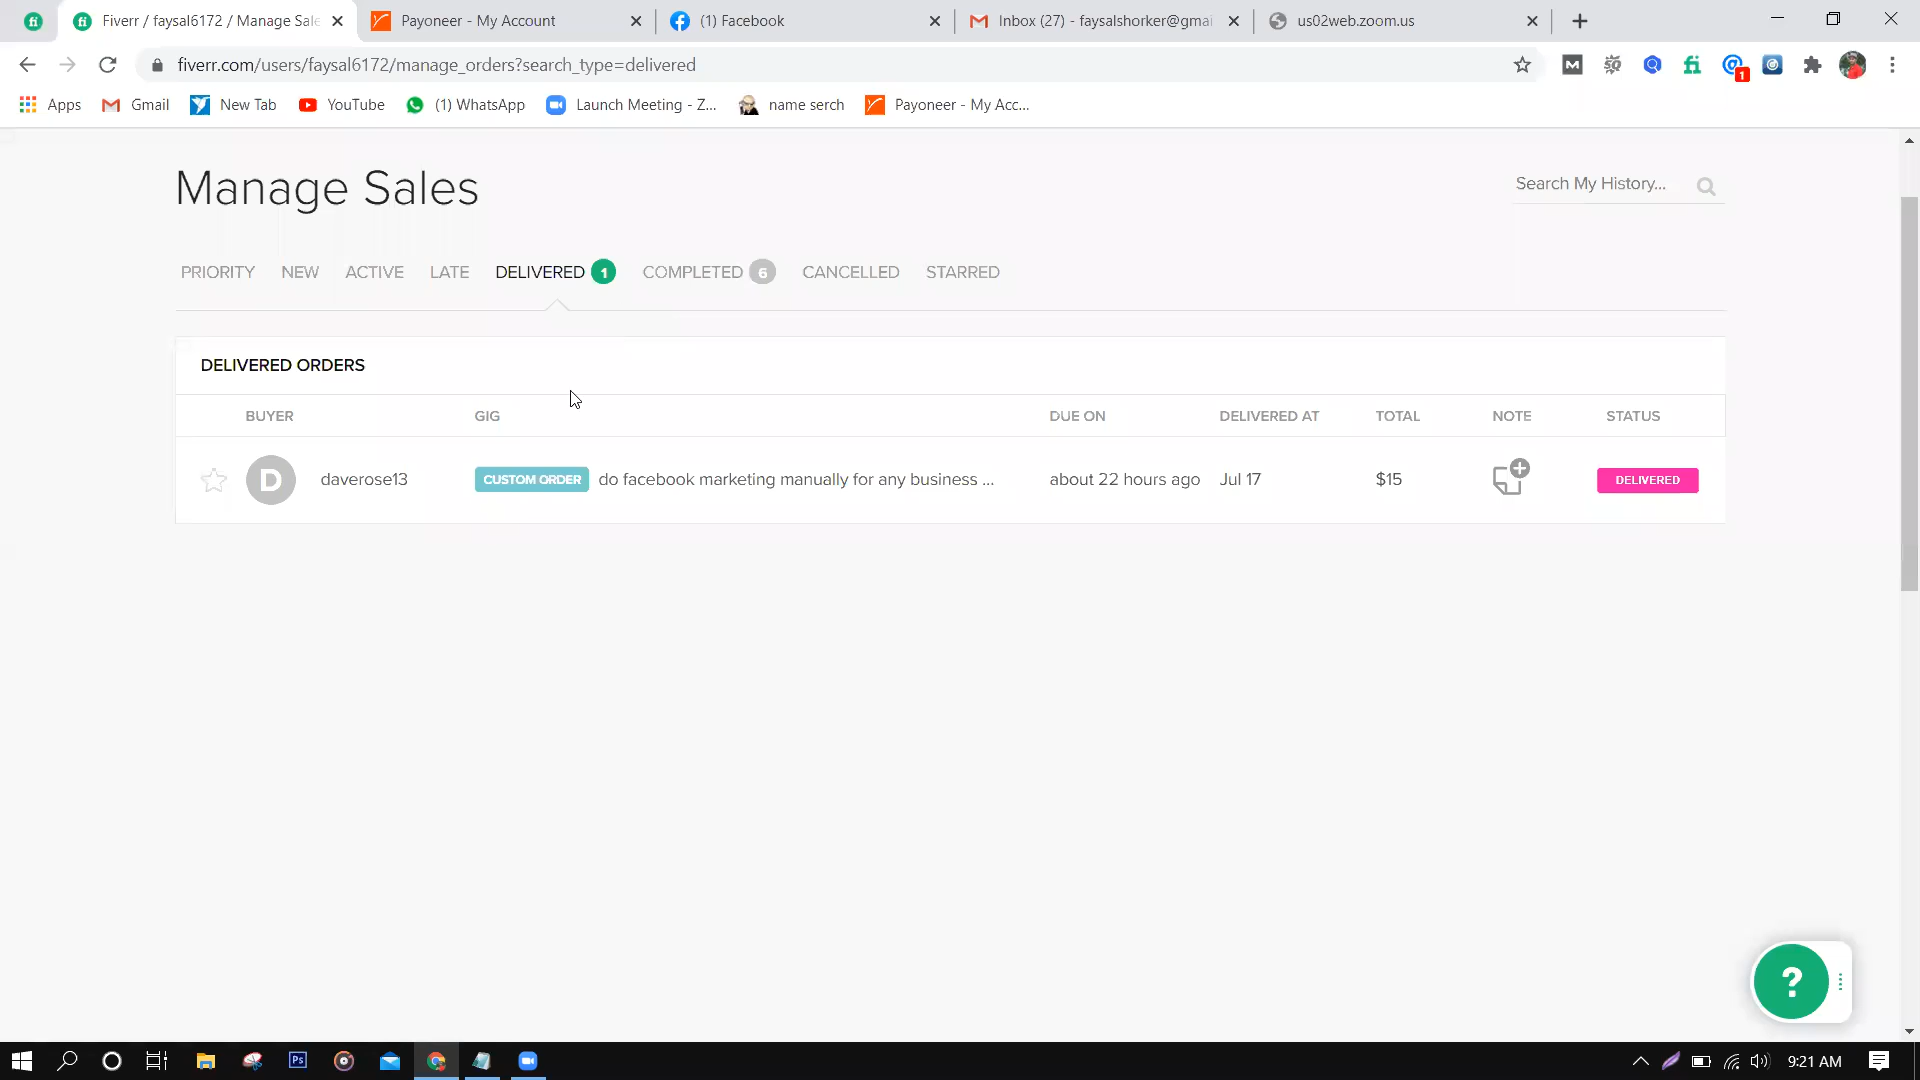 Fiverr / faysal6172 / Manage Sale
Payoneer - My Account
(1) Facebook
Inbox (27) - faysalshorker@gmai
us02web.zoom.us
fiverr.com/users/faysal6172/manage_orders?search_type=delivered
1
Apps
Gmail
New Tab
YouTube
(1) WhatsApp
Launch Meeting - Z...
name serch
Payoneer - My Acc...
Manage Sales
Search My History...
PRIORITY
NEW
ACTIVE
LATE
DELIVERED 1
COMPLETED 6
CANCELLED
STARRED
DELIVERED ORDERS
BUYER GIG DUE ON DELIVERED AT TOTAL NOTE STATUS
D daverose13 CUSTOM ORDER do facebook marketing manually for any business ... about 22 hours ago Jul 17 $15 DELIVERED
?
Ps
9:21 AM